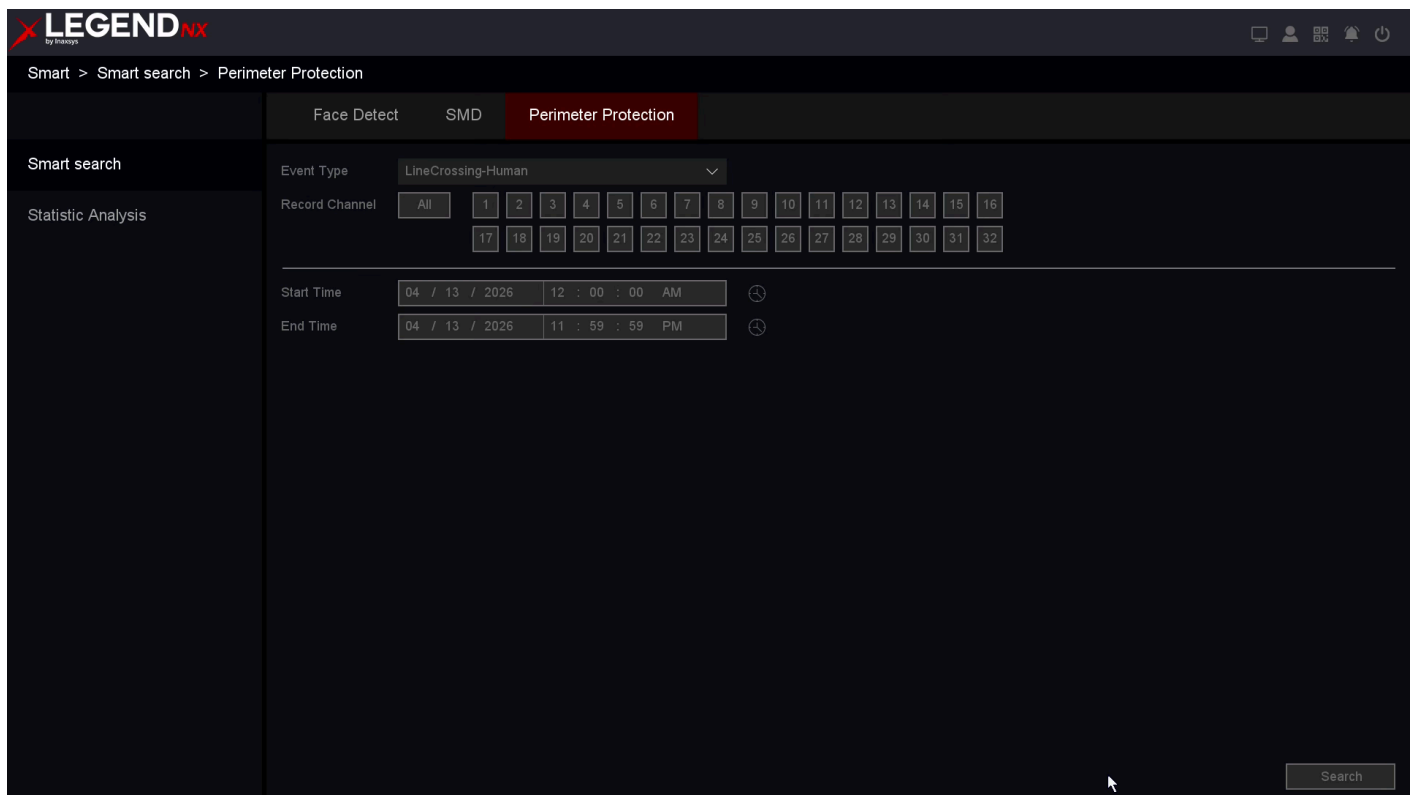 LEGENDNX
by Inaxsys
Smart > Smart search > Perimeter Protection
Face Detect SMD Perimeter Protection
Smart search
Statistic Analysis
Event Type LineCrossing-Human
Record Channel All 1 2 3 4 5 6 7 8 9 10 11 12 13 14 15 16
17 18 19 20 21 22 23 24 25 26 27 28 29 30 31 32
Start Time 04 / 13 / 2026 12 : 00 : 00 AM
End Time 04 / 13 / 2026 11 : 59 : 59 PM
Search